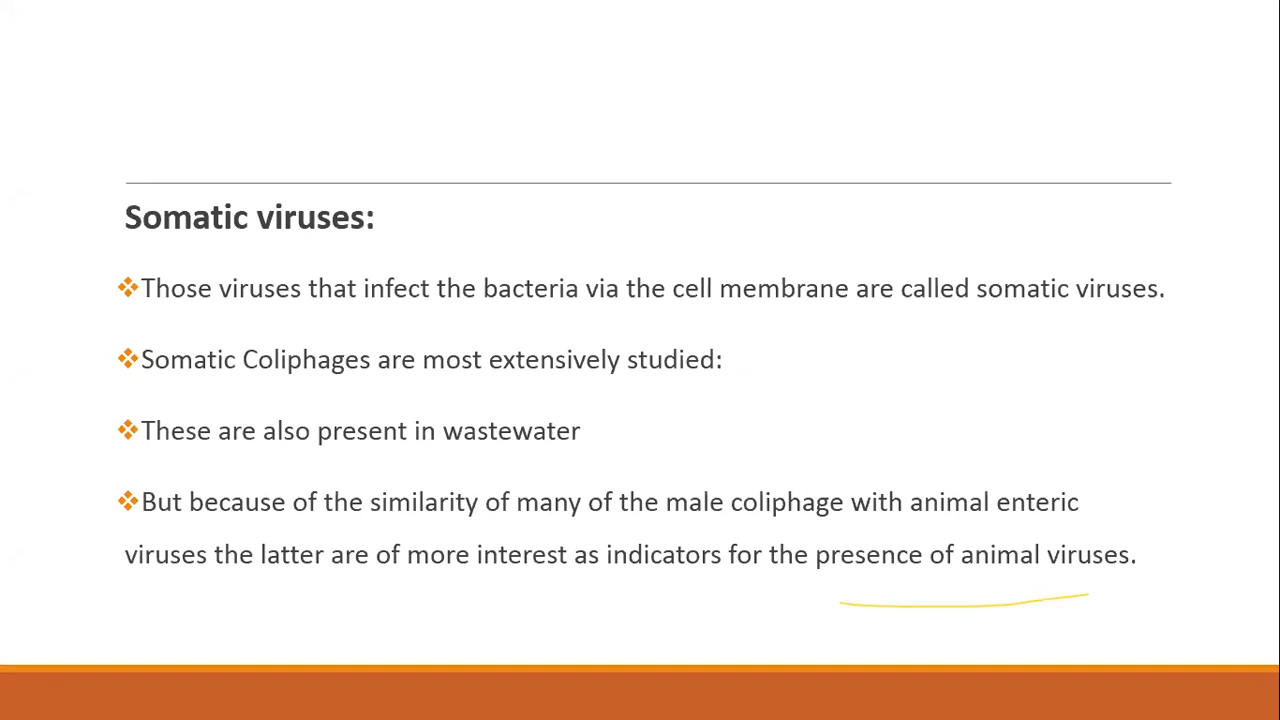 Somatic viruses:
Those viruses that infect the bacteria via the cell membrane are called somatic viruses.
Somatic Coliphages are most extensively studied:
These are also present in wastewater
But because of the similarity of many of the male coliphage with animal enteric
viruses the latter are of more interest as indicators for the presence of animal viruses.